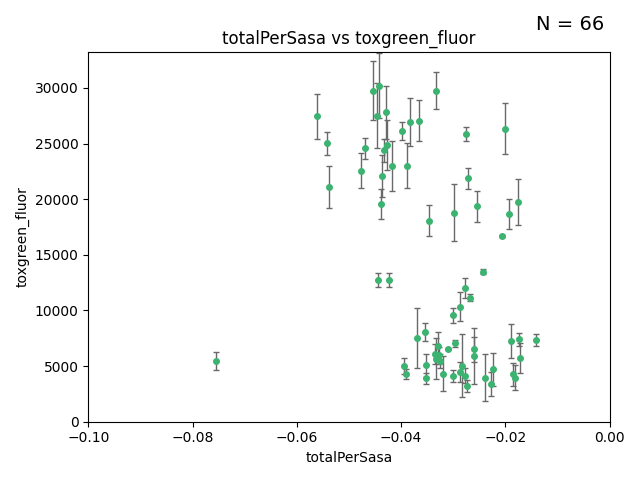 N = 66
totalPerSasa vs toxgreen_fluor
toxgreen_fluor
30000
25000
20000
15000
10000
5000
0
−0.10 −0.08 −0.06 −0.04 −0.02 0.00
totalPerSasa